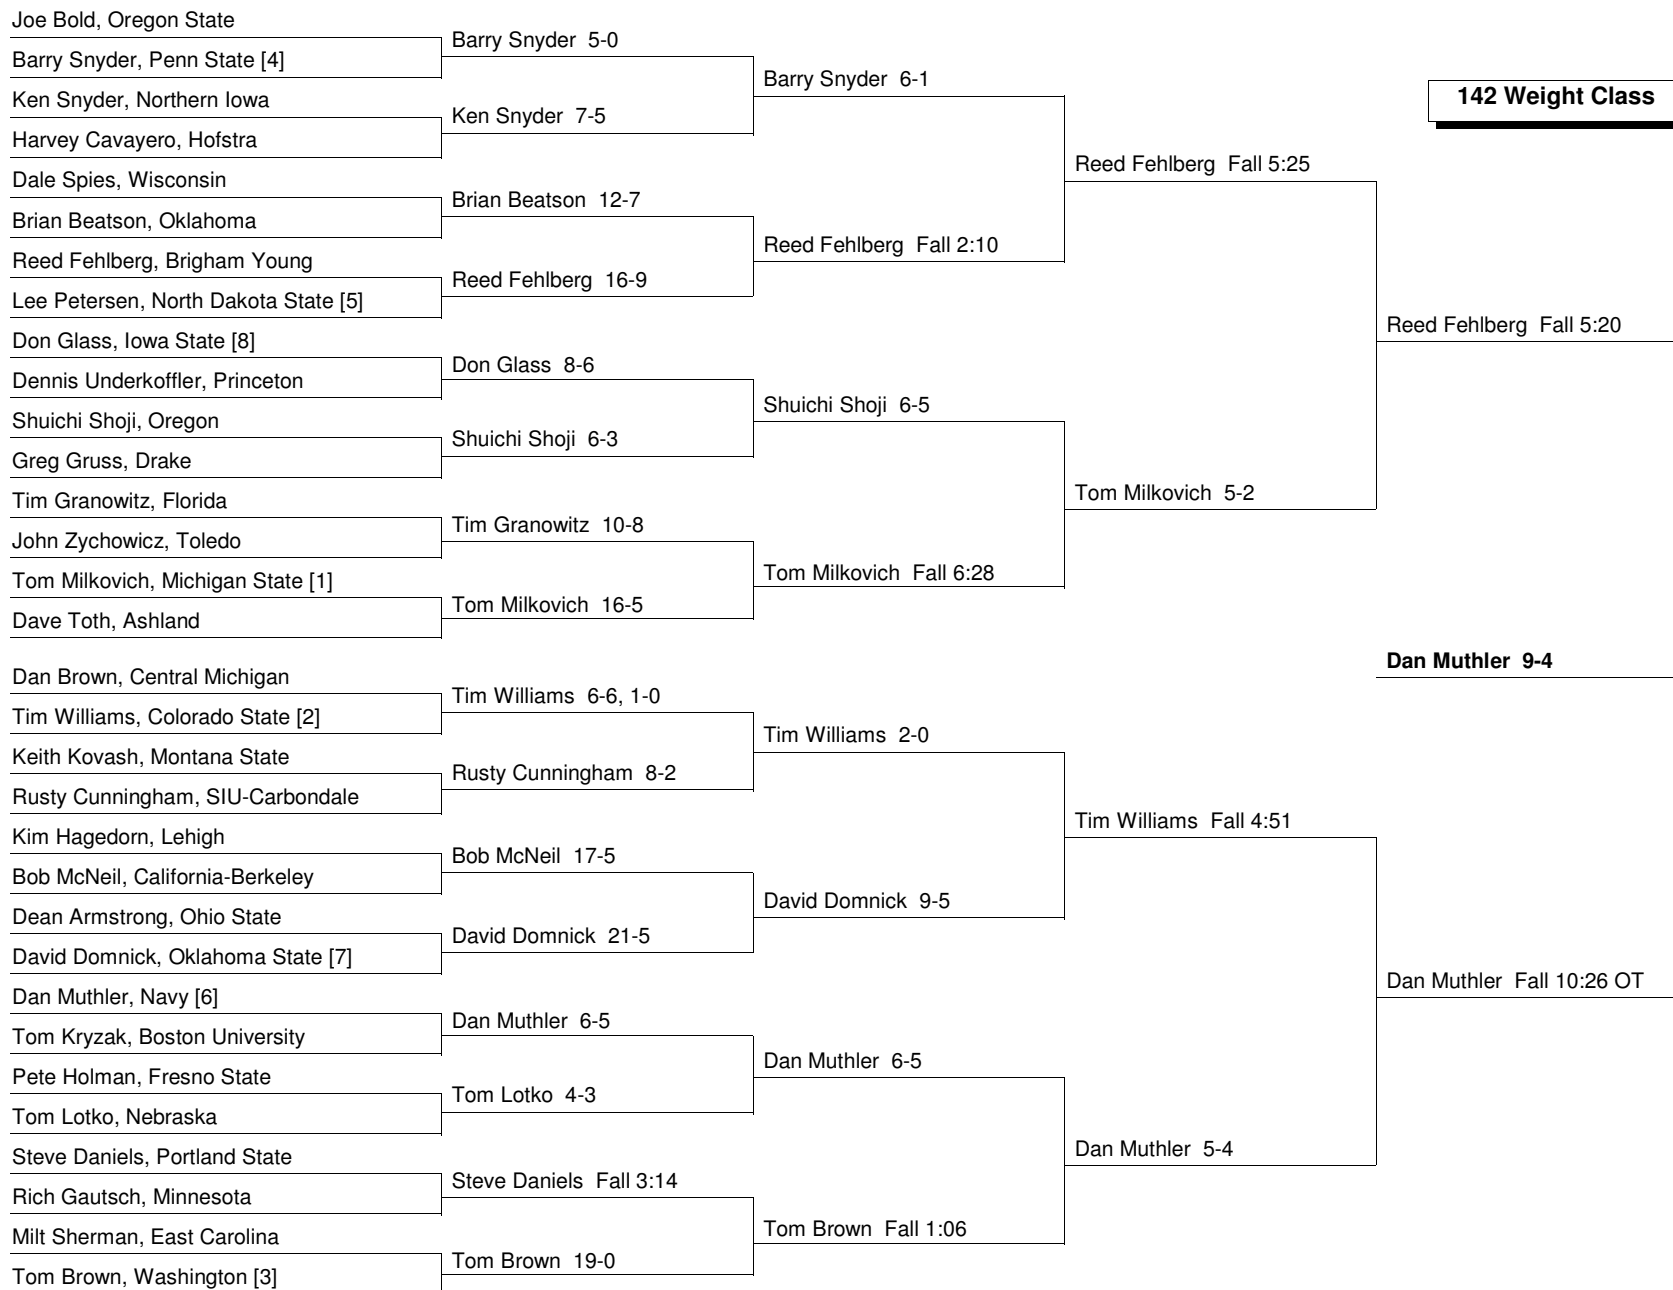 Joe Bold, Oregon State
Barry Snyder, Penn State [4]
Ken Snyder, Northern Iowa
Harvey Cavayero, Hofstra
Dale Spies, Wisconsin
Brian Beatson, Oklahoma
Reed Fehlberg, Brigham Young
Lee Petersen, North Dakota State [5]
Don Glass, Iowa State [8]
Dennis Underkoffler, Princeton
Shuichi Shoji, Oregon
Greg Gruss, Drake
Tim Granowitz, Florida
John Zychowicz, Toledo
Tom Milkovich, Michigan State [1]
Dave Toth, Ashland
Dan Brown, Central Michigan
Tim Williams, Colorado State [2]
Keith Kovash, Montana State
Rusty Cunningham, SIU-Carbondale
Kim Hagedorn, Lehigh
Bob McNeil, California-Berkeley
Dean Armstrong, Ohio State
David Domnick, Oklahoma State [7]
Dan Muthler, Navy [6]
Tom Kryzak, Boston University
Pete Holman, Fresno State
Tom Lotko, Nebraska
Steve Daniels, Portland State
Rich Gautsch, Minnesota
Milt Sherman, East Carolina
Tom Brown, Washington [3]
Barry Snyder 5-0
Ken Snyder 7-5
Brian Beatson 12-7
Reed Fehlberg 16-9
Don Glass 8-6
Shuichi Shoji 6-3
Tim Granowitz 10-8
Tom Milkovich 16-5
Tim Williams 6-6, 1-0
Rusty Cunningham 8-2
Bob McNeil 17-5
David Domnick 21-5
Dan Muthler 6-5
Tom Lotko 4-3
Steve Daniels Fall 3:14
Tom Brown 19-0
Barry Snyder 6-1
Reed Fehlberg Fall 2:10
Shuichi Shoji 6-5
Tom Milkovich Fall 6:28
Tim Williams 2-0
David Domnick 9-5
Dan Muthler 6-5
Tom Brown Fall 1:06
Reed Fehlberg Fall 5:25
Tom Milkovich 5-2
Tim Williams Fall 4:51
Dan Muthler 5-4
142 Weight Class
Reed Fehlberg Fall 5:20
Dan Muthler 9-4
Dan Muthler Fall 10:26 OT